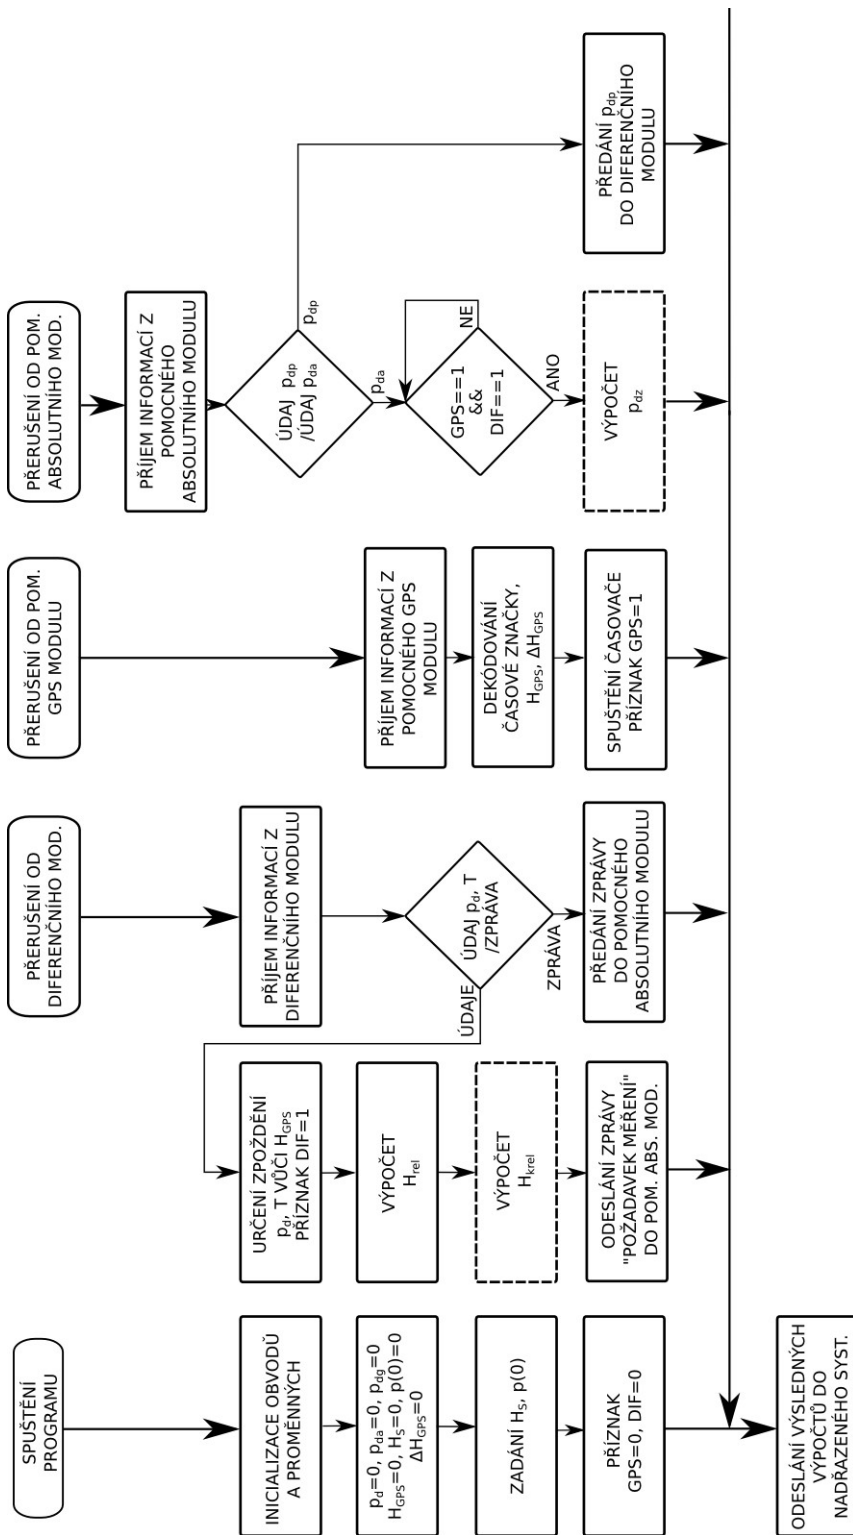 SPUŠTĚNÍ
PROGRAMU
INICIALIZACE OBVODŮ
A PROMĚNNÝCH
p_d=0, p_da=0, p_dg=0
H_GPS=0, H_S=0, p(0)=0
ΔH_GPS=0
ZADÁNÍ H_S, p(0)
PŘÍZNAK
GPS=0, DIF=0
ODESLÁNÍ VÝSLEDNÝCH
VÝPOČTŮ DO
NADŘAZENÉHO SYST.
URČENÍ ZPOŽDĚNÍ
p_d, T VŮČI H_GPS
PŘÍZNAK DIF=1
VÝPOČET
H_rel
VÝPOČET
H_krel
ODESLÁNÍ ZPRÁVY
"POŽADAVEK MĚŘENÍ"
DO POM. ABS. MOD.
PŘERUŠENÍ OD
DIFERENČNÍHO MOD.
PŘÍJEM INFORMACÍ Z
DIFERENČNÍHO MODULU
ÚDAJ p_d, T
/ZPRÁVA
ÚDAJE
ZPRÁVA
PŘEDÁNÍ ZPRÁVY
DO POMOCNÉHO
ABSOLUTNÍHO MODULU
PŘERUŠENÍ OD POM.
GPS MODULU
PŘÍJEM INFORMACÍ Z
POMOCNÉHO GPS
MODULU
DEKÓDOVÁNÍ
ČASOVÉ ZNAČKY,
H_GPS, ΔH_GPS
SPUŠTĚNÍ ČASOVAČE
PŘÍZNAK GPS=1
PŘERUŠENÍ OD POM.
ABSOLUTNÍHO MOD.
PŘÍJEM INFORMACÍ Z
POMOCNÉHO
ABSOLUTNÍHO MODULU
ÚDAJ p_dp
/ÚDAJ p_da
p_dp
p_da
GPS==1
&&
DIF==1
NE
ANO
VÝPOČET
p_dz
PŘEDÁNÍ p_dp
DO DIFERENČNÍHO
MODULU